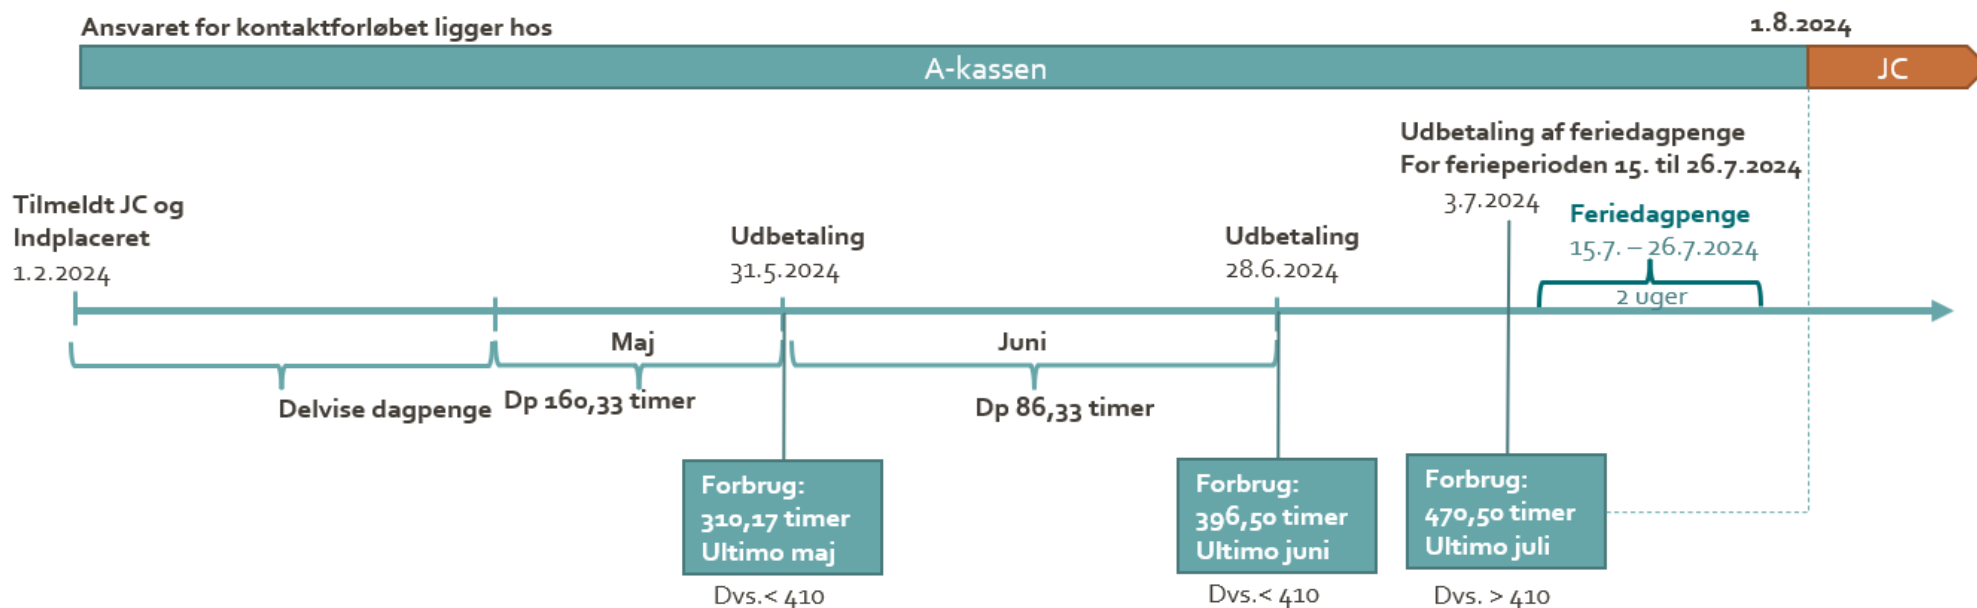 Ansvaret for kontaktforløbet ligger hos
1.8.2024
A-kassen
JC
Udbetaling af feriedagpenge
For ferieperioden 15. til 26.7.2024
3.7.2024
Feriedagpenge
15.7. – 26.7.2024
2 uger
Tilmeldt JC og
Indplaceret
1.2.2024
Udbetaling
31.5.2024
Udbetaling
28.6.2024
Maj
Juni
Delvise dagpenge
Dp 160,33 timer
Dp 86,33 timer
Forbrug:
310,17 timer
Ultimo maj
Dvs.< 410
Forbrug:
396,50 timer
Ultimo juni
Dvs.< 410
Forbrug:
470,50 timer
Ultimo juli
Dvs. > 410